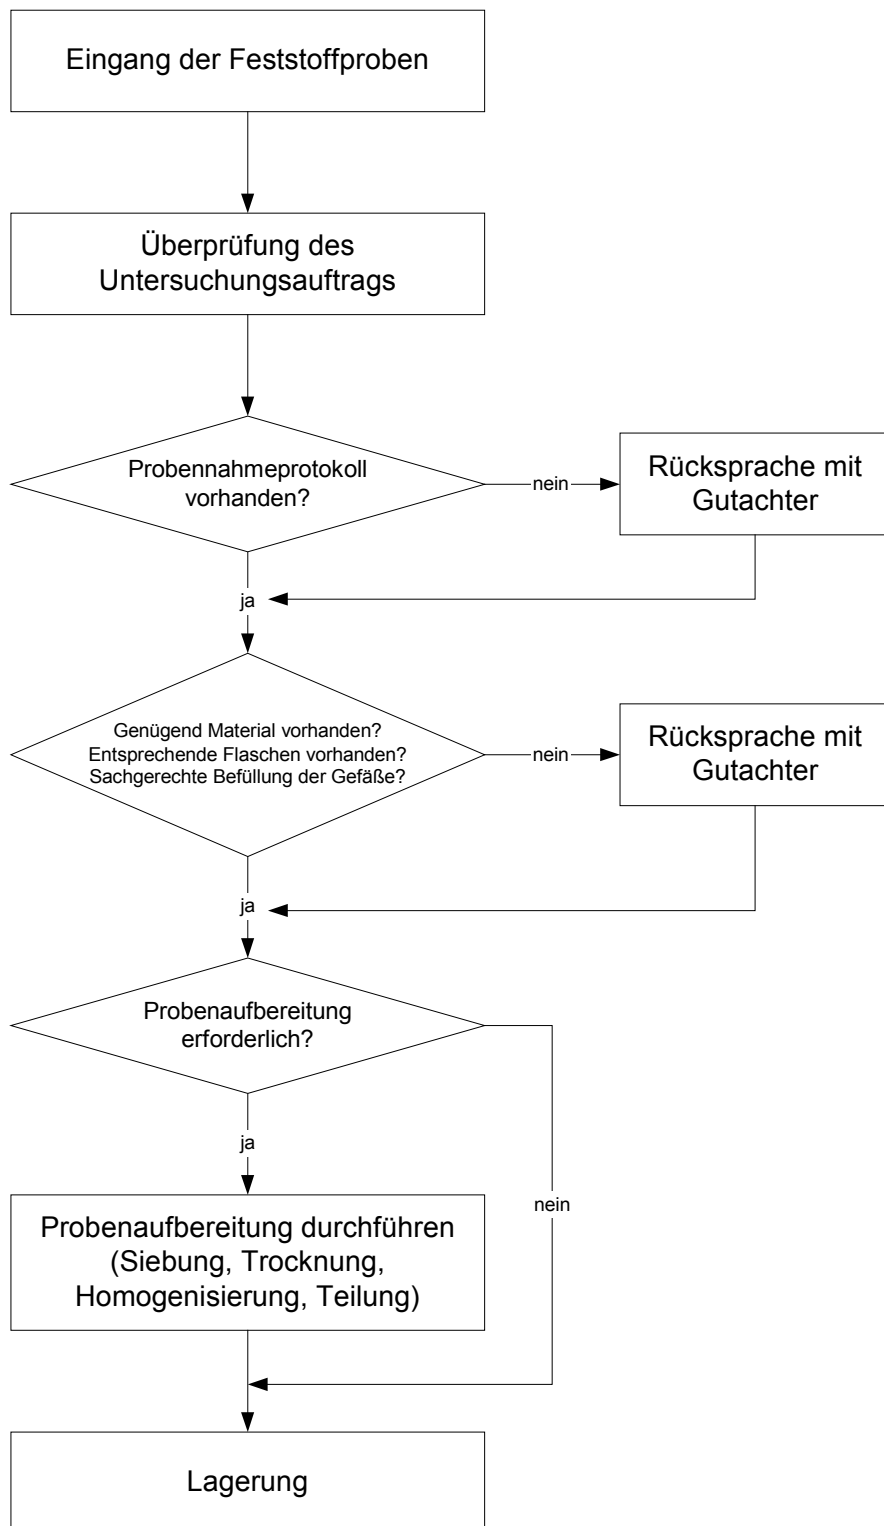 Eingang der Feststoffproben
Überprüfung des
Untersuchungsauftrags
Probennahmeprotokoll
vorhanden?
nein
Rücksprache mit
Gutachter
ja
Genügend Material vorhanden?
Entsprechende Flaschen vorhanden?
Sachgerechte Befüllung der Gefäße?
nein
Rücksprache mit
Gutachter
ja
Probenaufbereitung
erforderlich?
ja
nein
Probenaufbereitung durchführen
(Siebung, Trocknung,
Homogenisierung, Teilung)
Lagerung